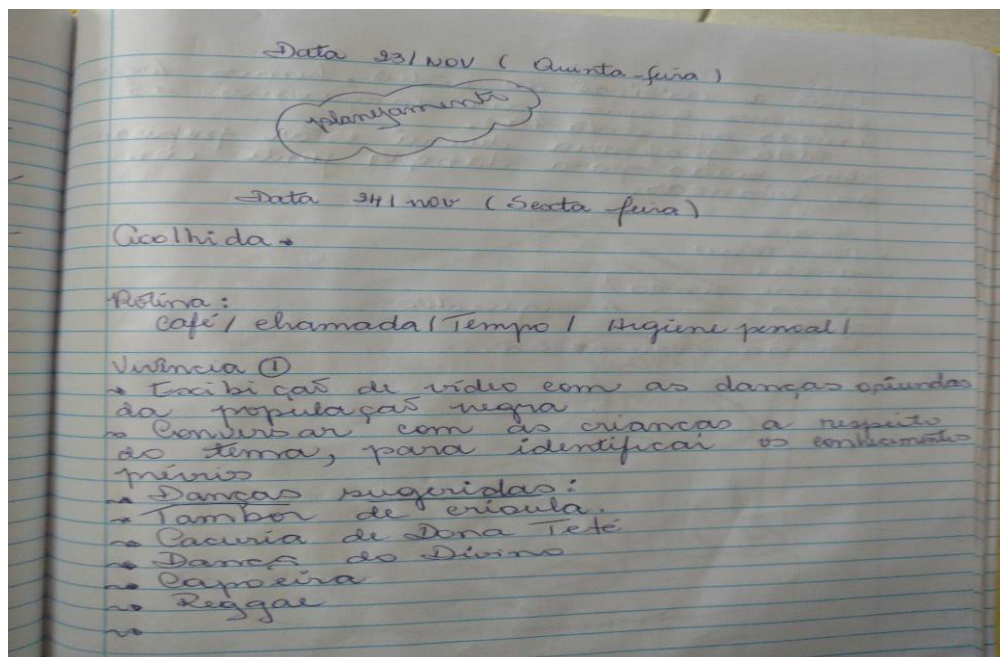 Data 23/NOV (Quinta-feira)
planejamento
Data 24/nov (Sexta feira)
Acolhida →
Rotina:
café / chamada / Tempo / Higiene pessoal /
Vivência ①
→ Exibição de vídeo com as danças oriundas
da população negra
→ Conversar com as crianças a respeito
do tema, para identificar os conhecimentos
prévios
→ Danças sugeridas:
→ Tambor de crioula.
→ Cacuria de Dona Teté
→ Dança do Divino
→ Capoeira
→ Reggae
→